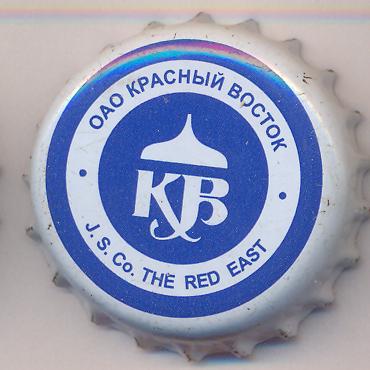 ОАО КРАСНЫЙ ВОСТОК
КВ
J. S. Co. THE RED EAST